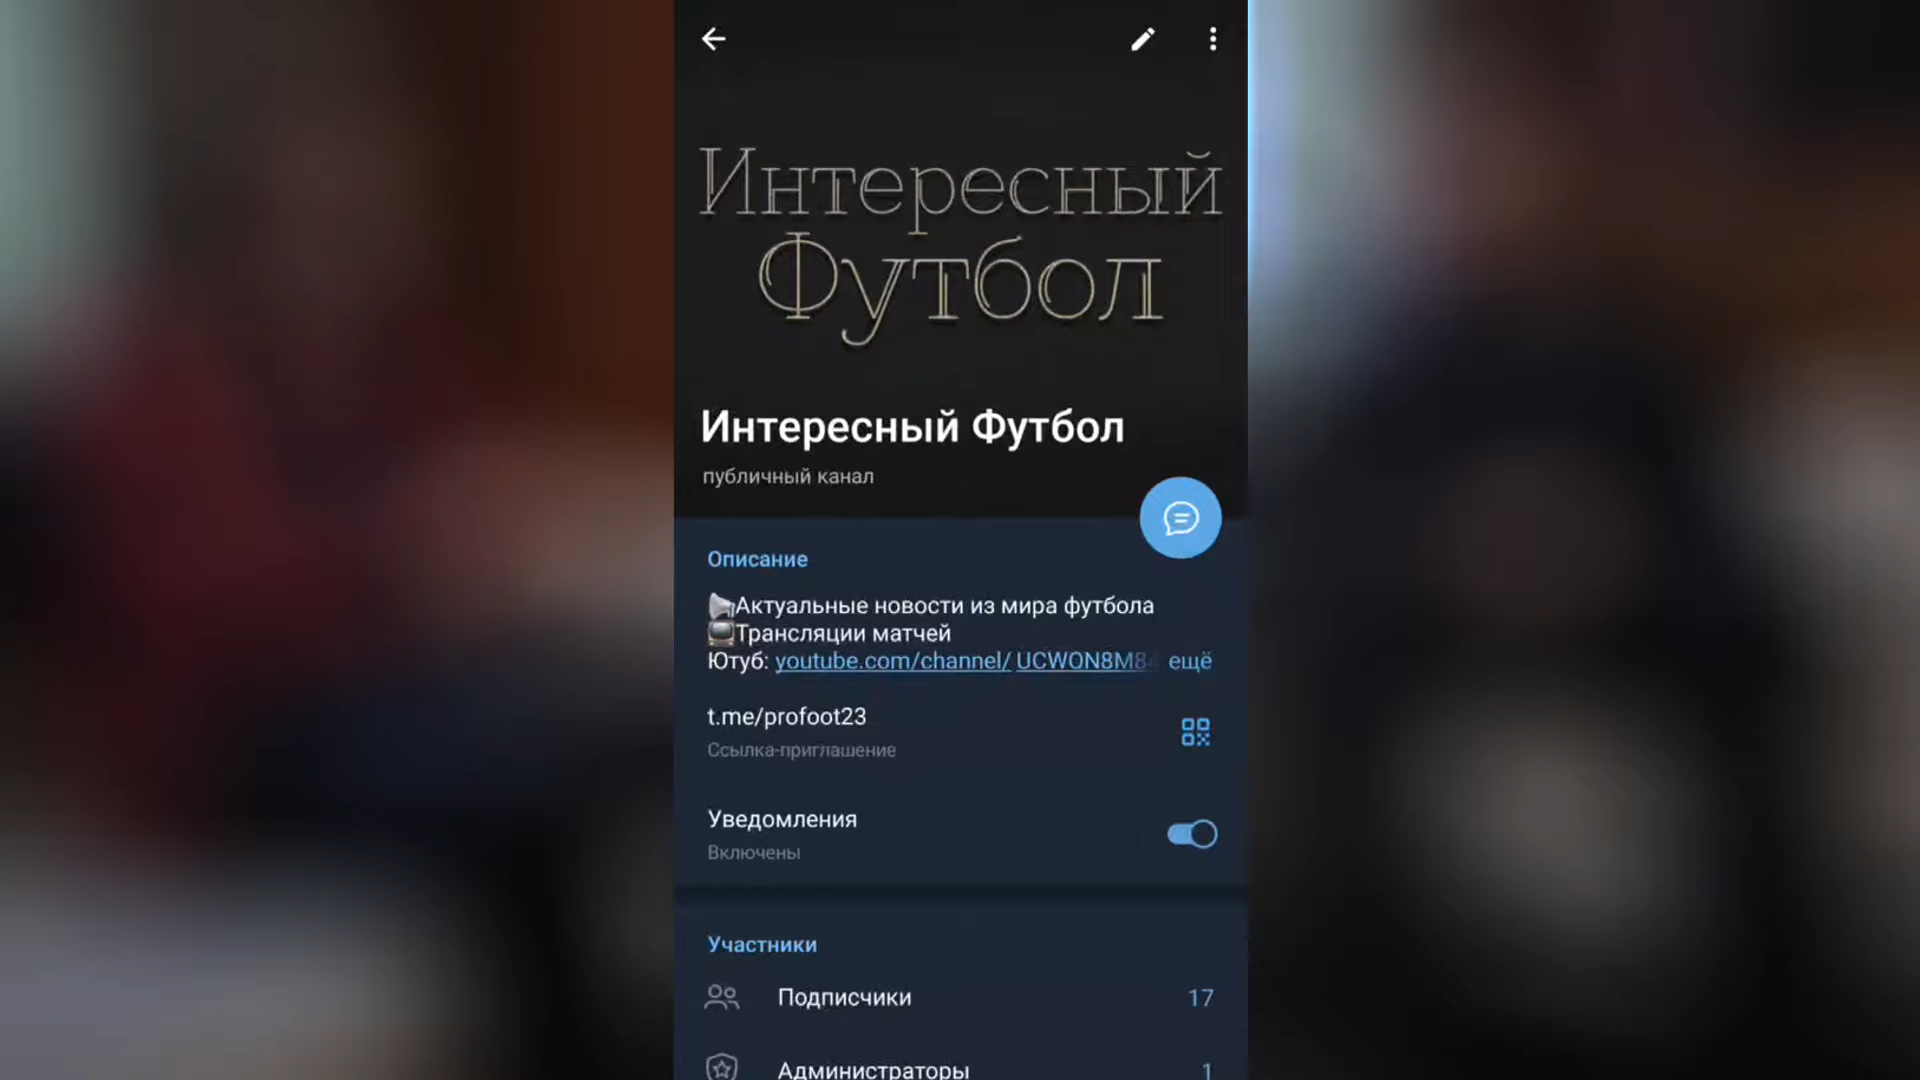 Интересный
Футбол
Интересный Футбол
публичный канал
Описание
Актуальные новости из мира футбола
Трансляции матчей
Ютуб: youtube.com/channel/ UCWON8M8 ещё
t.me/profoot23
Ссылка-приглашение
Уведомления
Включены
Участники
Подписчики 17
Администраторы 1